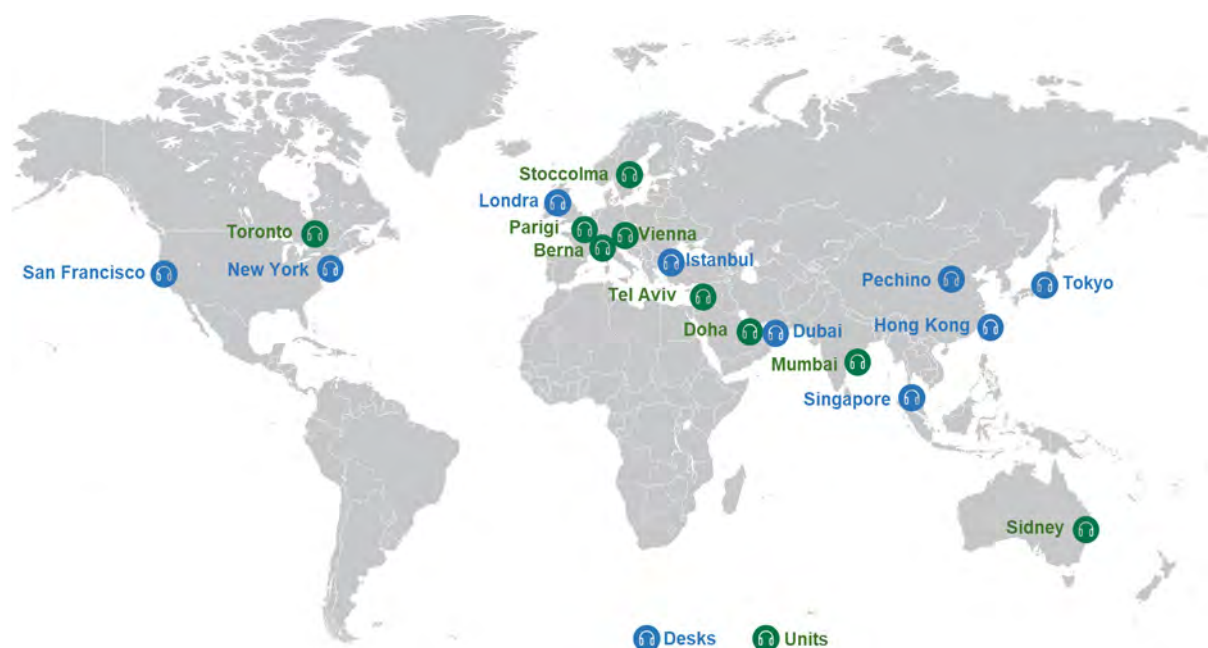 Stoccolma
Londra
Parigi
Vienna
Toronto
Berna
Istanbul
San Francisco
New York
Pechino
Tokyo
Tel Aviv
Doha
Dubai
Hong Kong
Mumbai
Singapore
Sidney
Desks
Units